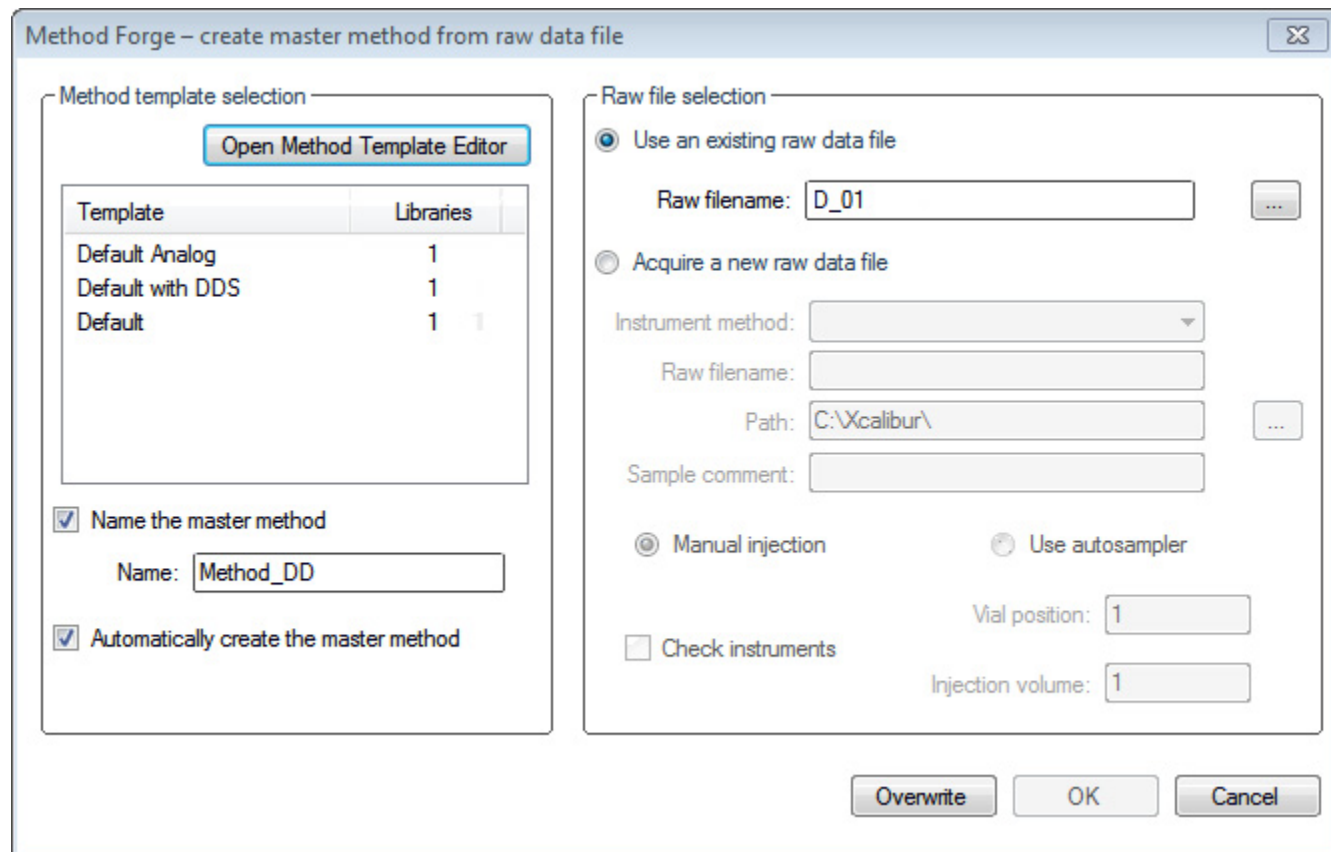 Method Forge – create master method from raw data file
Method template selection
Open Method Template Editor
Template Libraries
Default Analog 1
Default with DDS 1
Default 1 1
Name the master method
Name: Method_DD
Automatically create the master method
Raw file selection
Use an existing raw data file
Raw filename: D_01 ...
Acquire a new raw data file
Instrument method:
Raw filename:
Path: C:\Xcalibur\ ...
Sample comment:
Manual injection Use autosampler
Vial position: 1
Check instruments
Injection volume: 1
Overwrite OK Cancel